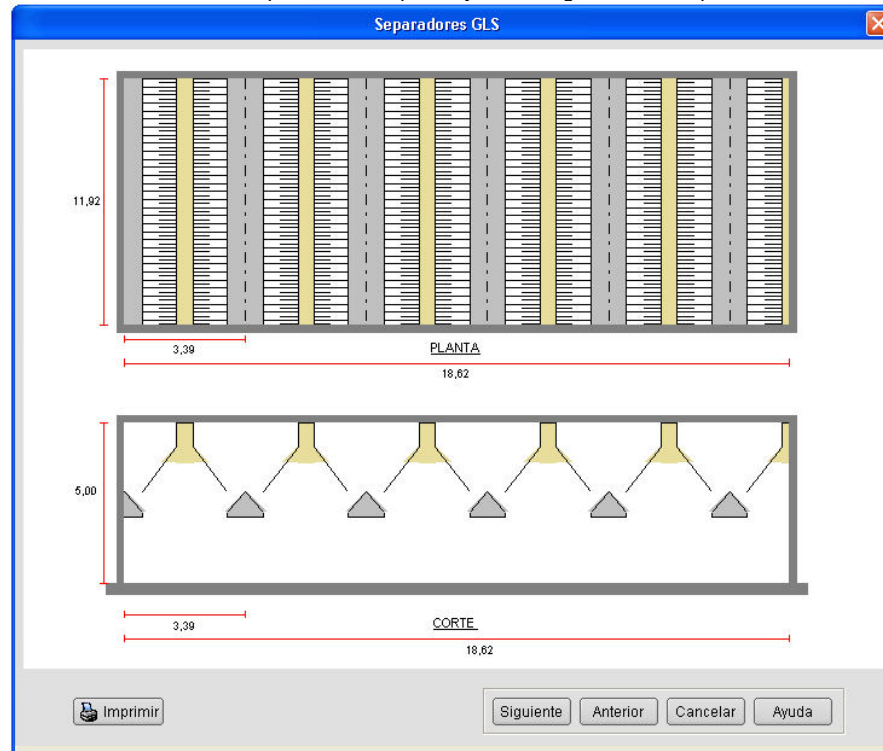 Separadores GLS
11,92
3,39
PLANTA
18,62
5,00
3,39
CORTE
18,62
Imprimir
Siguiente
Anterior
Cancelar
Ayuda